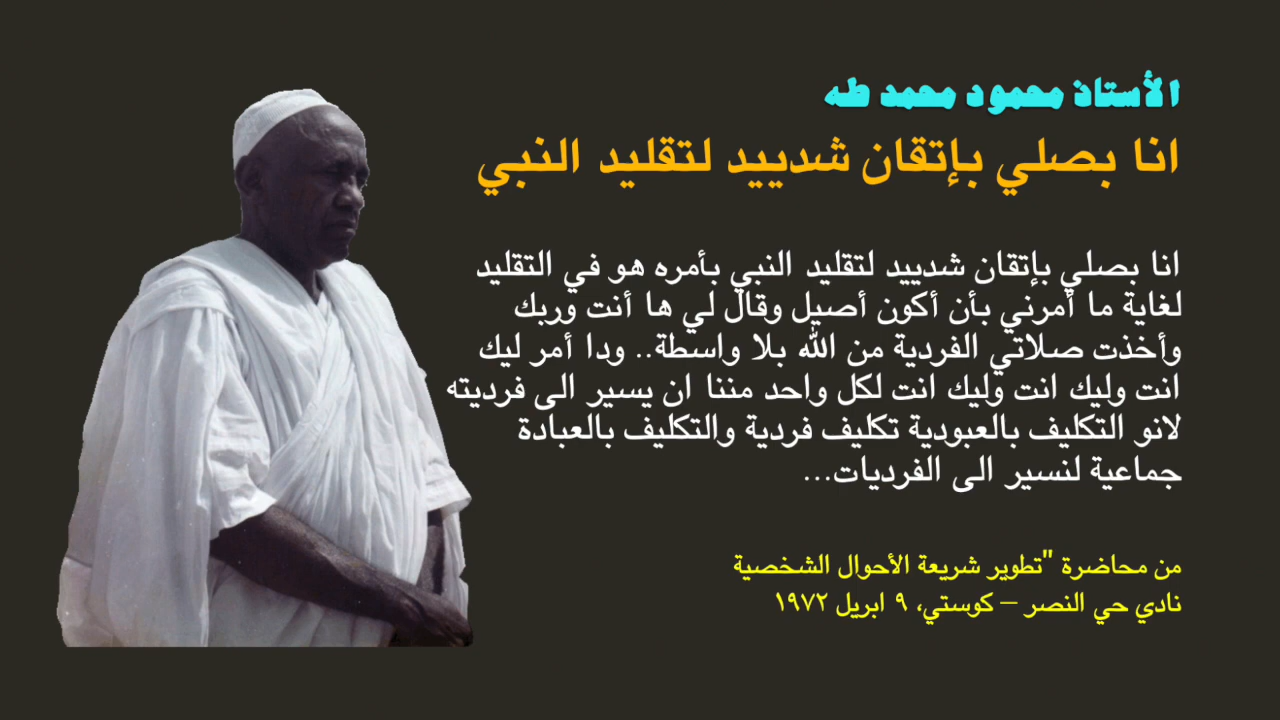 الأستاذ محمود محمد طه
انا بصلي بإتقان شدييد لتقليد النبي
انا بصلي بإتقان شدييد لتقليد النبي بأمره هو في التقليد
لغاية ما أمرني بأن أكون أصيل وقال لي ها أنت وربك
وأخذت صلاتي الفردية من الله بلا واسطة.. ودا أمر ليك
انت وليك انت وليك انت لكل واحد مننا ان يسير الى فرديته
لانو التكليف بالعبودية تكليف فردية والتكليف بالعبادة
جماعية لنسير الى الفرديات...
من محاضرة "تطوير شريعة الأحوال الشخصية
نادي حي النصر – كوستي، ٩ ابريل ١٩٧٢